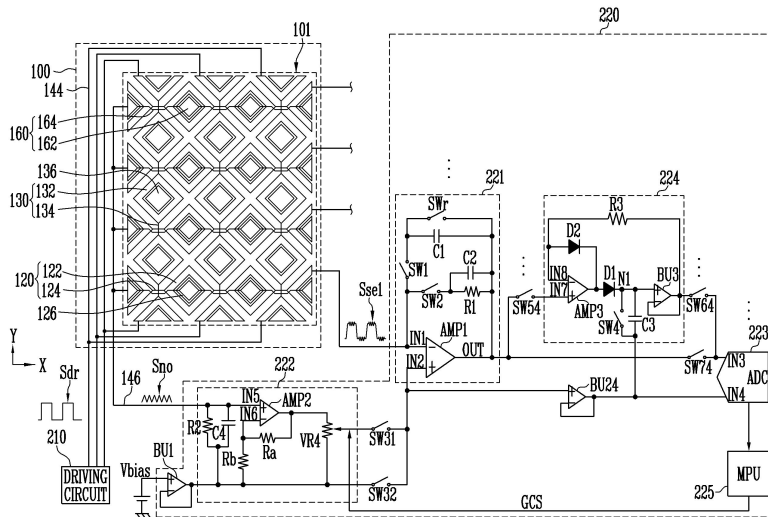 220
100
144
101
164
160
162
136
132
130
134
122
120
124
126
Y
X
Sdr
210
DRIVING
CIRCUIT
146
Sno
Vbias
BU1
222
R2
C4
IN5
IN6
AMP2
Ra
Rb
VR4
SW31
SW32
Sse1
221
SWr
C1
SW1
C2
SW2
R1
IN1
IN2
AMP1
OUT
BU24
SW54
224
R3
D2
IN8
IN7
AMP3
D1
N1
BU3
SW4
C3
SW64
SW74
223
IN3
ADC
IN4
MPU
225
GCS